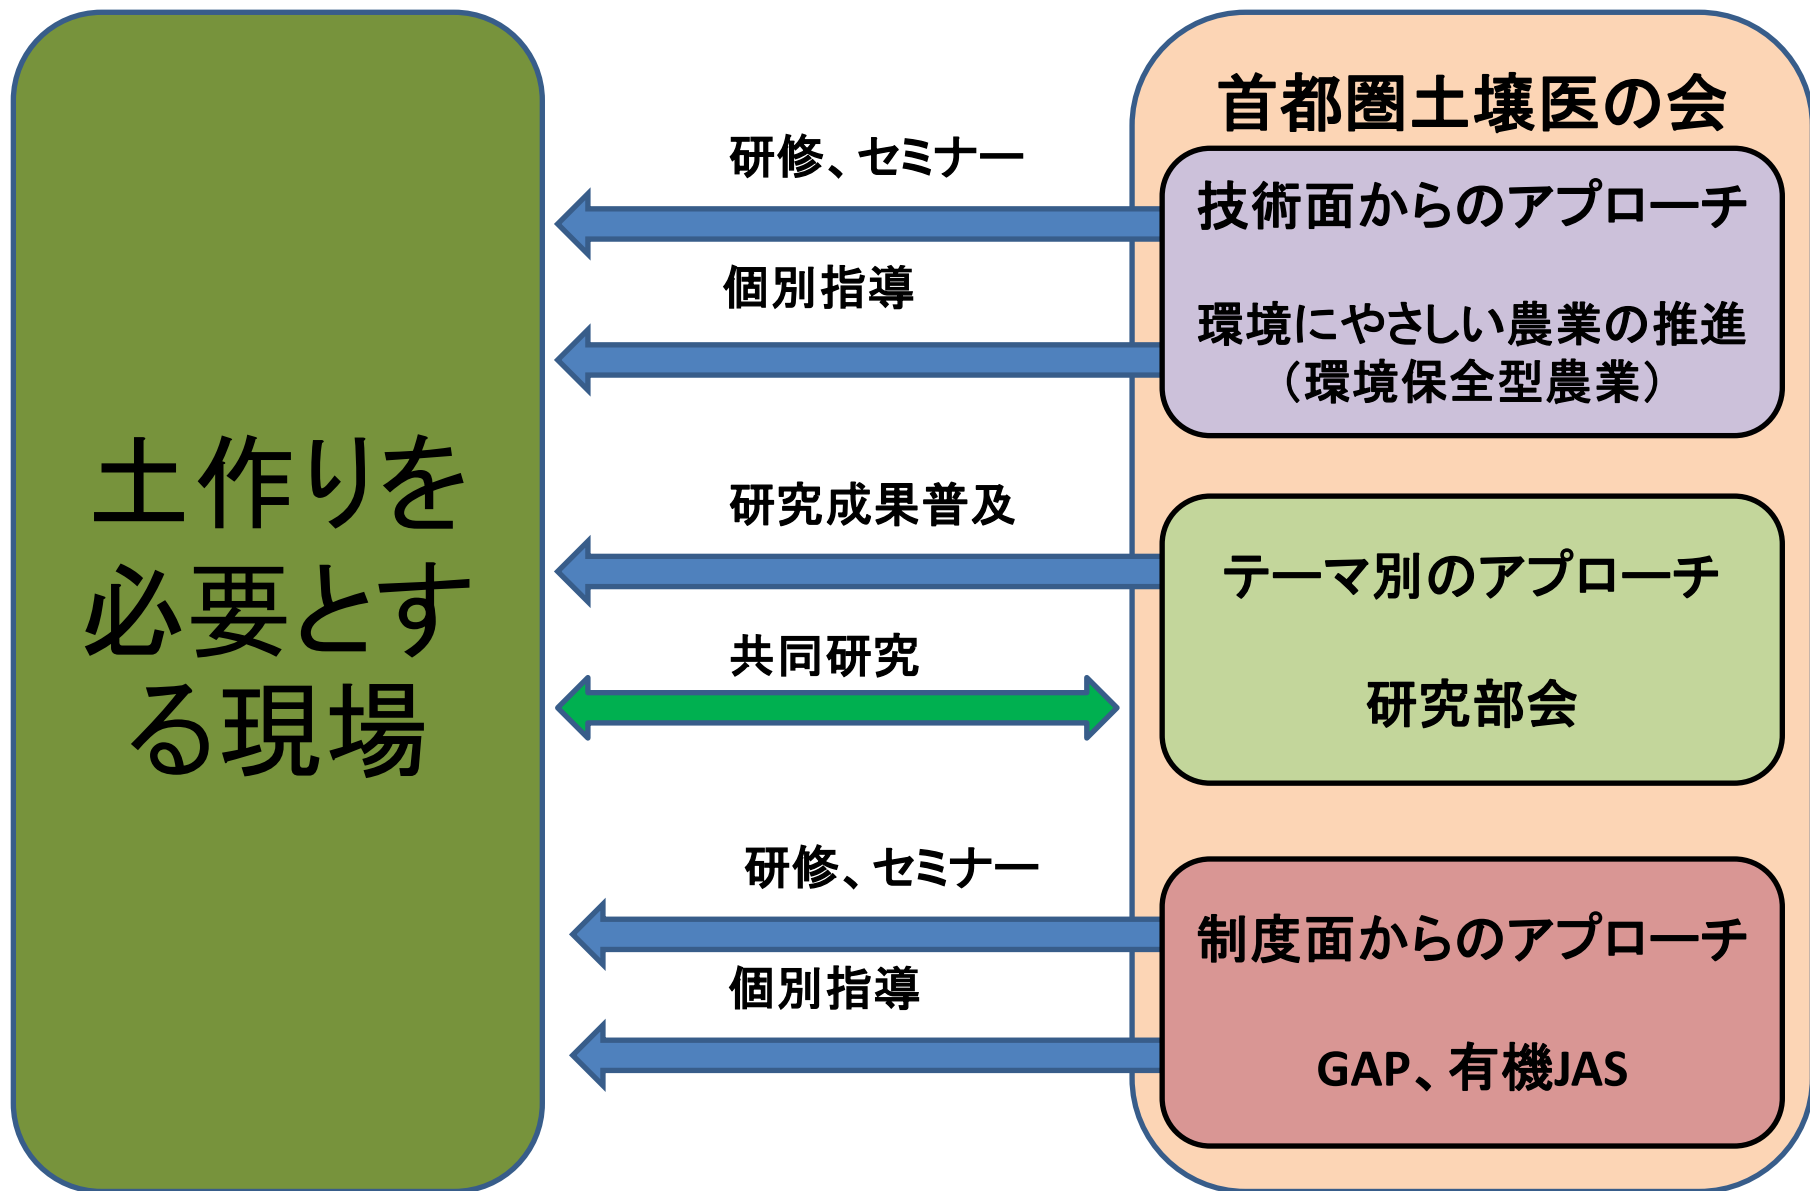 土作りを
必要とす
る現場
研修、セミナー
個別指導
研究成果普及
共同研究
研修、セミナー
個別指導
首都圏土壌医の会
技術面からのアプローチ
環境にやさしい農業の推進
（環境保全型農業）
テーマ別のアプローチ
研究部会
制度面からのアプローチ
GAP、有機JAS